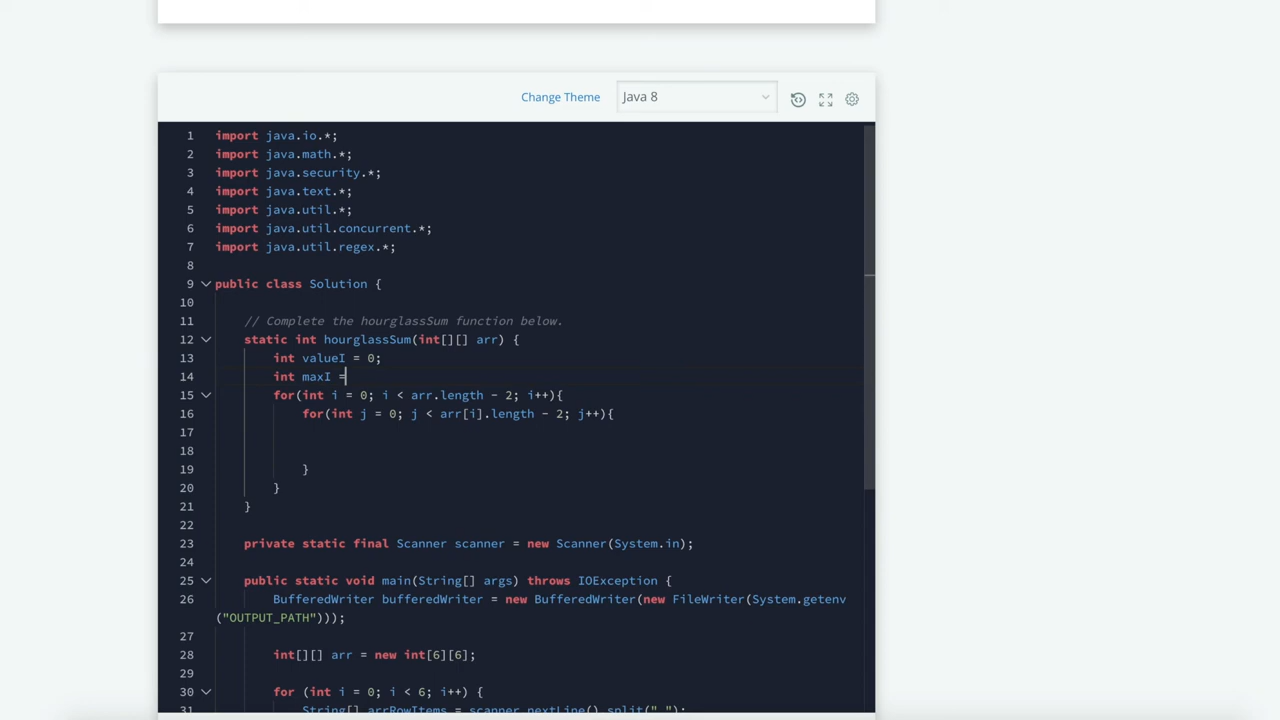 Change Theme Java 8
1 import java.io.*;
2 import java.math.*;
3 import java.security.*;
4 import java.text.*;
5 import java.util.*;
6 import java.util.concurrent.*;
7 import java.util.regex.*;
8
9 public class Solution {
10
11 // Complete the hourglassSum function below.
12 static int hourglassSum(int[][] arr) {
13 int valueI = 0;
14 int maxI =
15 for(int i = 0; i < arr.length - 2; i++){
16 for(int j = 0; j < arr[i].length - 2; j++){
17
18
19 }
20 }
21 }
22
23 private static final Scanner scanner = new Scanner(System.in);
24
25 public static void main(String[] args) throws IOException {
26 BufferedWriter bufferedWriter = new BufferedWriter(new FileWriter(System.getenv
("OUTPUT_PATH")));
27
28 int[][] arr = new int[6][6];
29
30 for (int i = 0; i < 6; i++) {
31 String[] arrRowItems = scanner.nextLine().split(" ");